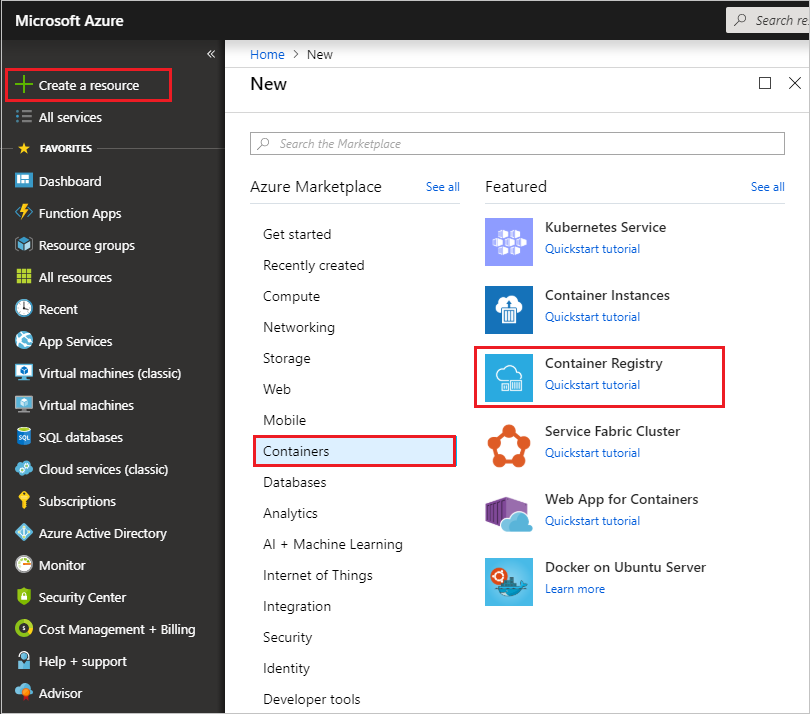 Microsoft Azure
Search re
«
Create a resource
All services
FAVORITES
Dashboard
Function Apps
Resource groups
All resources
Recent
App Services
Virtual machines (classic)
Virtual machines
SQL databases
Cloud services (classic)
Subscriptions
Azure Active Directory
Monitor
Security Center
Cost Management + Billing
Help + support
Advisor
Home > New
New
Search the Marketplace
Azure Marketplace See all
Get started
Recently created
Compute
Networking
Storage
Web
Mobile
Containers
Databases
Analytics
AI + Machine Learning
Internet of Things
Integration
Security
Identity
Developer tools
Featured See all
Kubernetes Service
Quickstart tutorial
Container Instances
Quickstart tutorial
Container Registry
Quickstart tutorial
Service Fabric Cluster
Quickstart tutorial
Web App for Containers
Quickstart tutorial
Docker on Ubuntu Server
Learn more